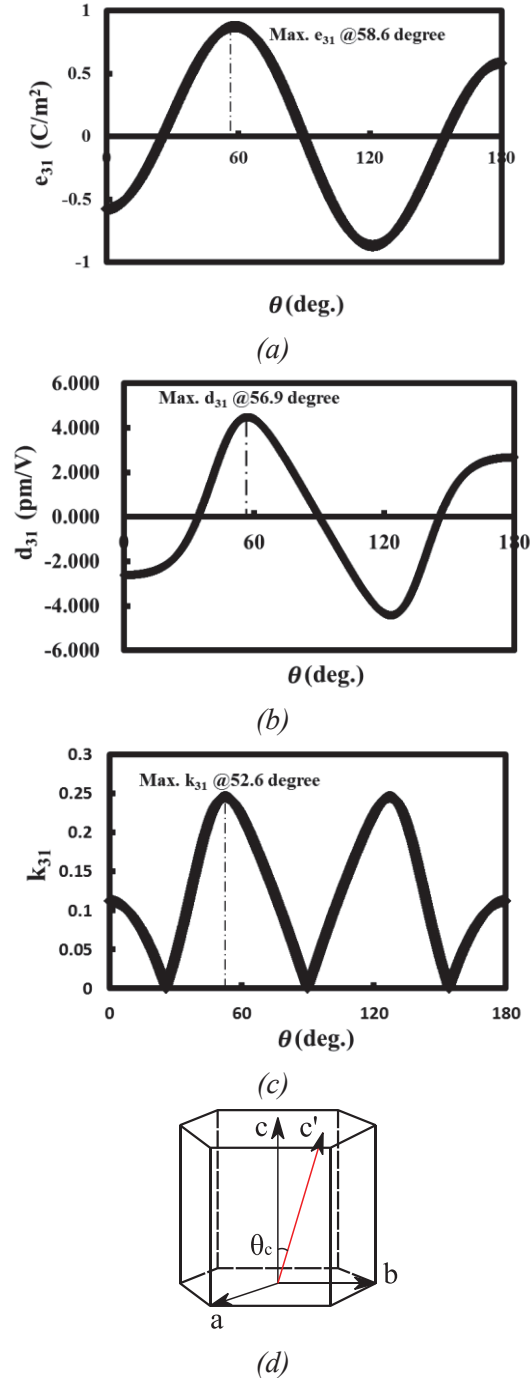 1
Max. e31 @58.6 degree
0.5
0
0
60
120
180
-0.5
-1
e31 (C/m²)
θ (deg.)
(a)
6.000
Max. d31 @56.9 degree
4.000
2.000
0.000
0
60
120
180
-2.000
-4.000
-6.000
d31 (pm/V)
θ (deg.)
(b)
0.3
Max. k31 @52.6 degree
0.25
0.2
0.15
0.1
0.05
0
k31
0
60
120
180
θ (deg.)
(c)
c
c'
θc
b
a
(d)